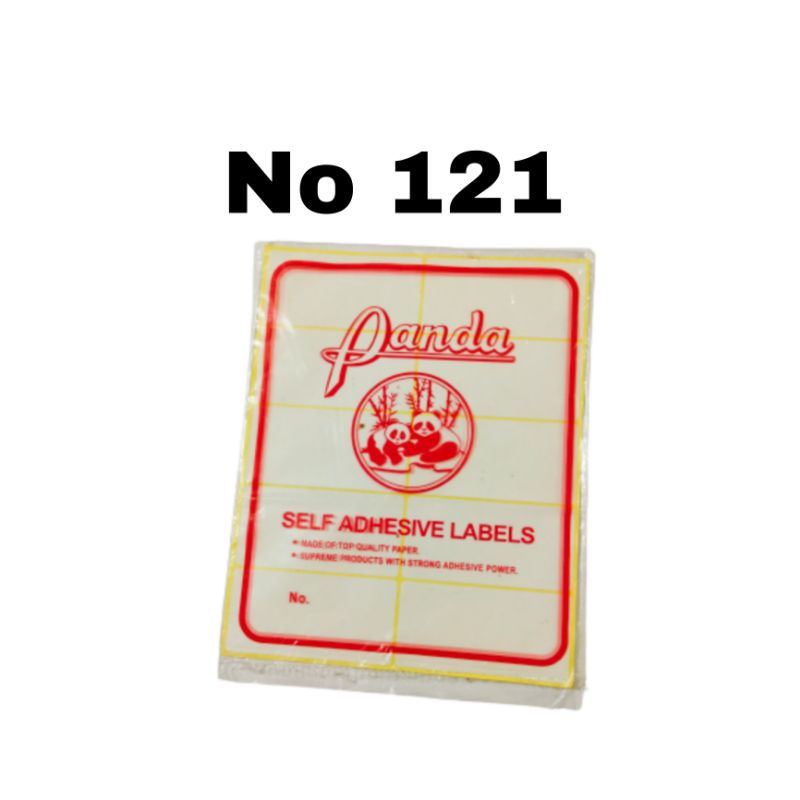 No 121
Panda
SELF ADHESIVE LABELS
* MADE OF TOP QUALITY PAPER.
* SUPREME PRODUCTS WITH STRONG ADHESIVE POWER.
No.